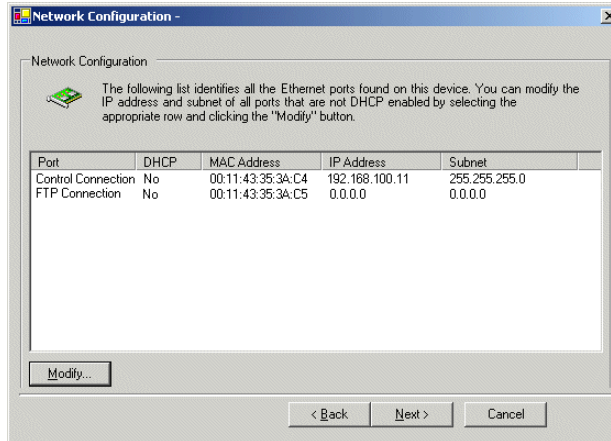 Network Configuration -
Network Configuration
The following list identifies all the Ethernet ports found on this device. You can modify the
IP address and subnet of all ports that are not DHCP enabled by selecting the
appropriate row and clicking the "Modify" button.
Port DHCP MAC Address IP Address Subnet
Control Connection No 00:11:43:35:3A:C4 192.168.100.11 255.255.255.0
FTP Connection No 00:11:43:35:3A:C5 0.0.0.0 0.0.0.0
Modify...
< Back Next > Cancel